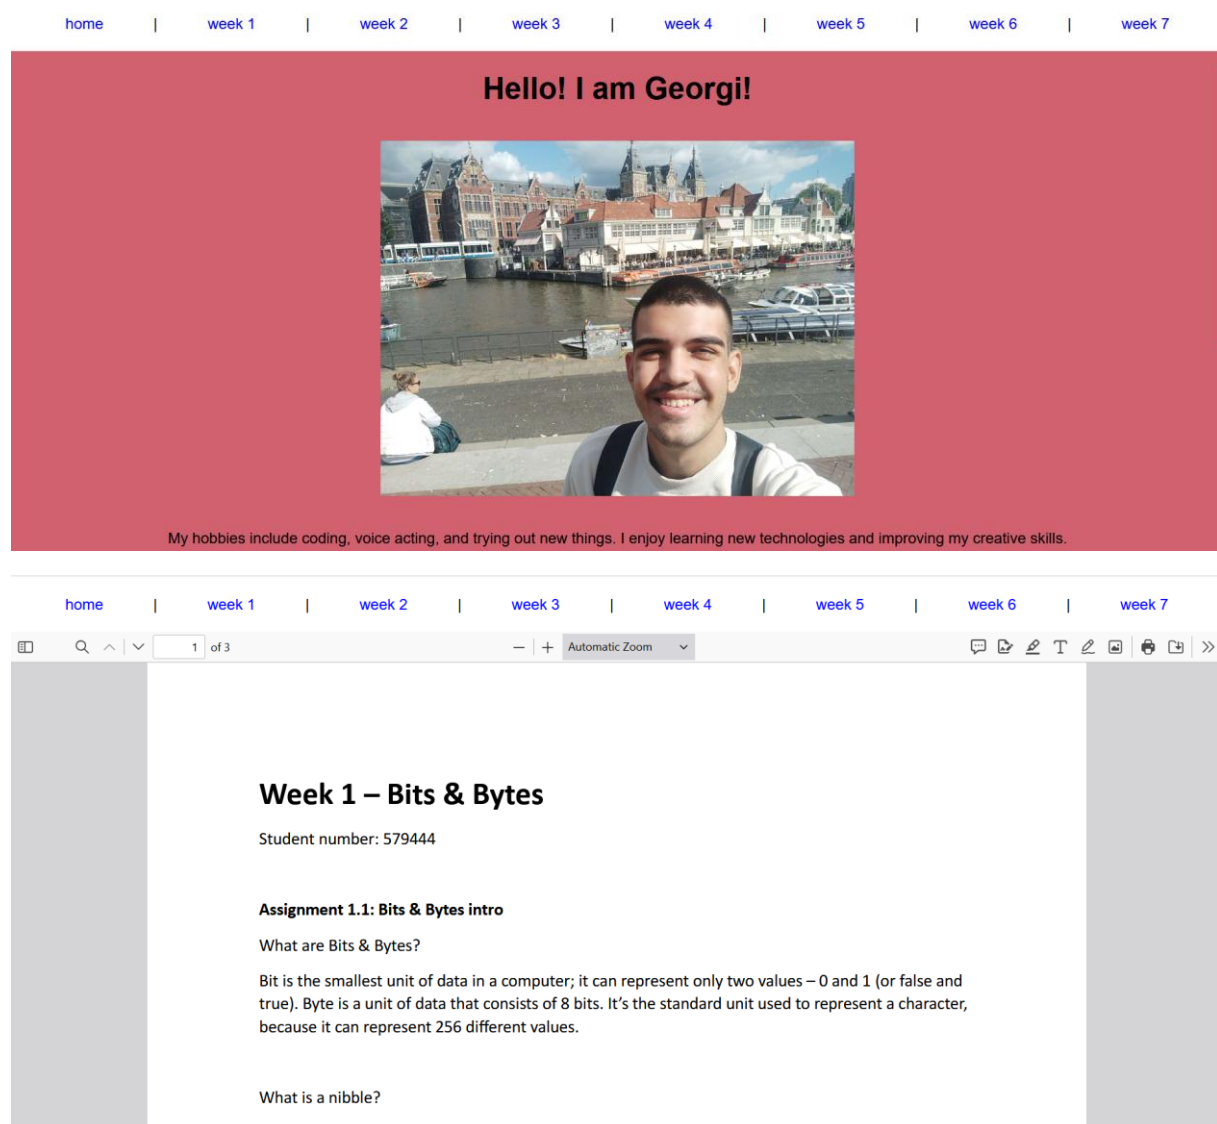 home | week 1 | week 2 | week 3 | week 4 | week 5 | week 6 | week 7
Hello! I am Georgi!
My hobbies include coding, voice acting, and trying out new things. I enjoy learning new technologies and improving my creative skills.
home | week 1 | week 2 | week 3 | week 4 | week 5 | week 6 | week 7
1 of 3 Automatic Zoom
Week 1 – Bits & Bytes
Student number: 579444
Assignment 1.1: Bits & Bytes intro
What are Bits & Bytes?
Bit is the smallest unit of data in a computer; it can represent only two values – 0 and 1 (or false and
true). Byte is a unit of data that consists of 8 bits. It’s the standard unit used to represent a character,
because it can represent 256 different values.
What is a nibble?